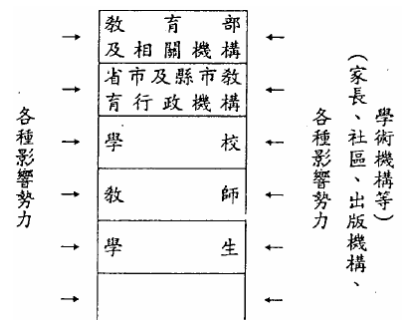 教育部
及相關機構
省市及縣市教
育行政機構
學校
教師
學生
各種影響勢力
各種影響勢力
（家長、社區、出版機構、
學術機構等）